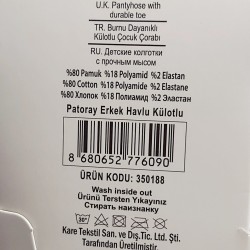 U.K. Pantyhose with
durable toe
TR. Burnu Dayanıklı
Külotlu Çocuk Çorabı
RU. Детские колготки
с прочным мысом
%80 Pamuk %18 Polyamid %2 Elastan
%80 Cotton %18 Polyamide %2 Elastane
%80 Хлопок %18 Полиамид %2 Эластан
Patoray Erkek Havlu Külotlu
8 680652 776090
ÜRÜN KODU: 350188
Wash inside out
Ürünü Tersten Yıkayınız
Стирать наизнанку
30°
Kare Tekstil San. ve Dış.Tic. Ltd. Şti.
Tarafından Üretilmiştir.